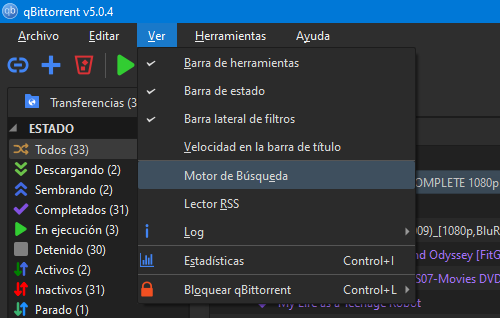 qBittorrent v5.0.4
Archivo Editar Ver Herramientas Ayuda
Transferencias (3
ESTADO
Todos (33)
Descargando (2)
Sembrando (2)
Completados (31)
En ejecución (3)
Detenido (30)
Activos (2)
Inactivos (31)
Parado (1)
Barra de herramientas
Barra de estado
Barra lateral de filtros
Velocidad en la barra de título
Motor de Búsqueda
Lector RSS
Log
Estadísticas Control+I
Bloquear qBittorrent Control+L
OMPLETE 1080p
009)_[1080p,BluR
nd Odyssey [FitG
S07-Movies DVD
My Life as a Teenage Robot